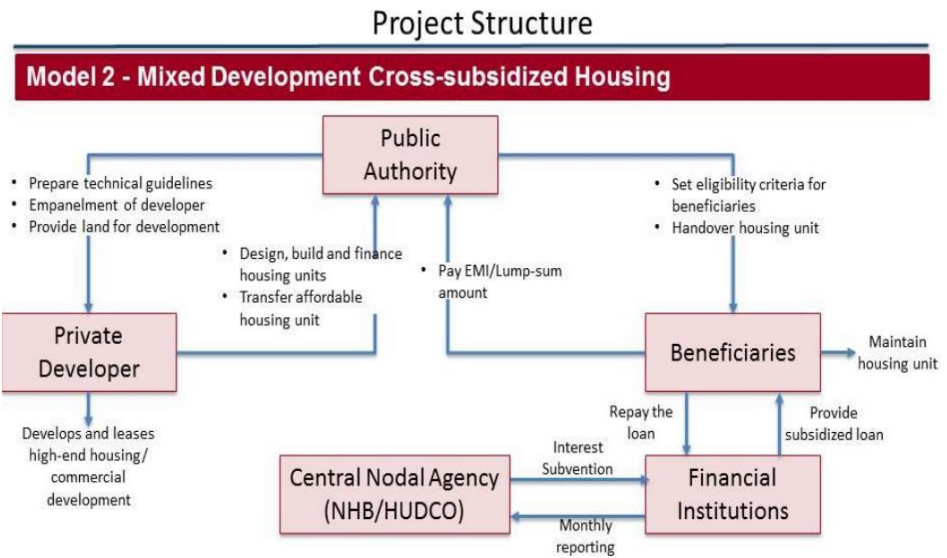 Project Structure
Model 2 - Mixed Development Cross-subsidized Housing
Public
Authority
• Prepare technical guidelines
• Empanelment of developer
• Provide land for development
• Design, build and finance
housing units
• Transfer affordable
housing unit
• Pay EMI/Lump-sum
amount
• Set eligibility criteria for
beneficiaries
• Handover housing unit
Private
Developer
Beneficiaries
Maintain
housing unit
Develops and leases
high-end housing/
commercial
development
Repay the
loan
Provide
subsidized loan
Central Nodal Agency
(NHB/HUDCO)
Interest
Subvention
Monthly
reporting
Financial
Institutions